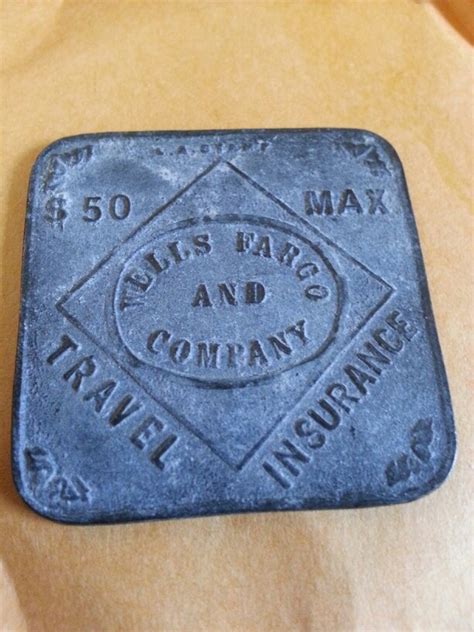 $50 MAX
WELLS FARGO
AND
COMPANY
TRAVEL INSURANCE